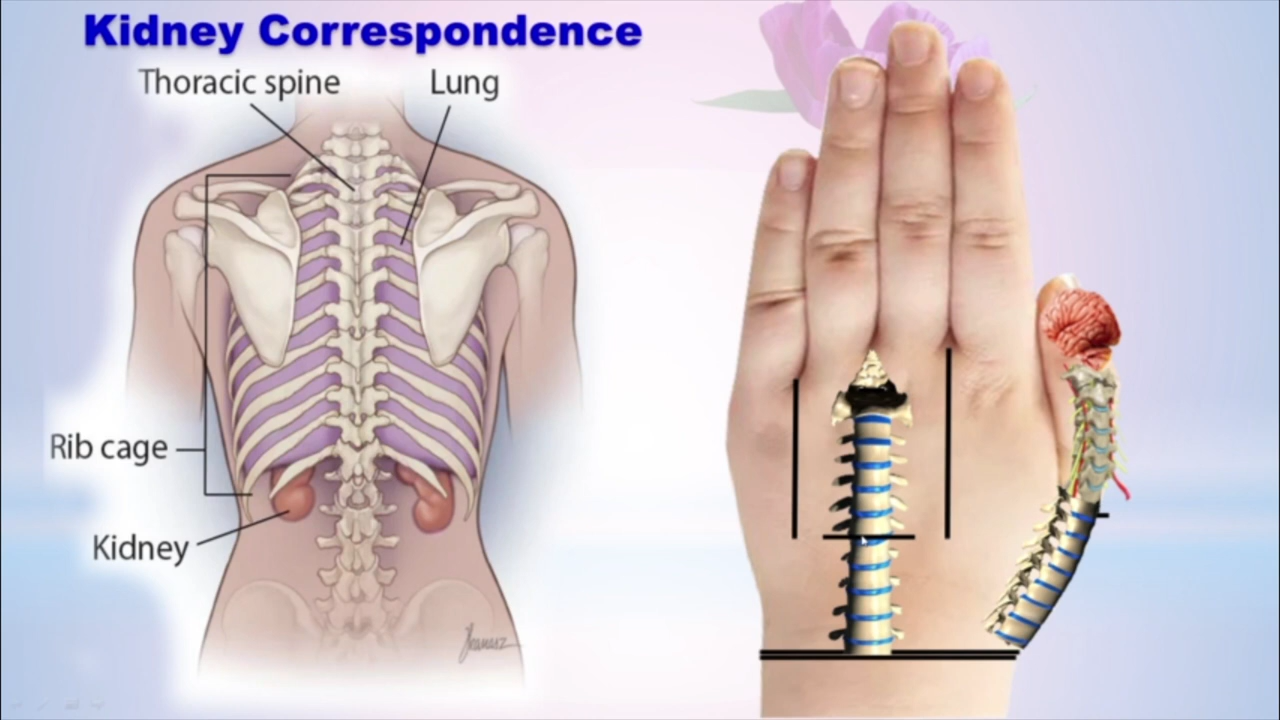 Kidney Correspondence
Thoracic spine
Lung
Rib cage
Kidney